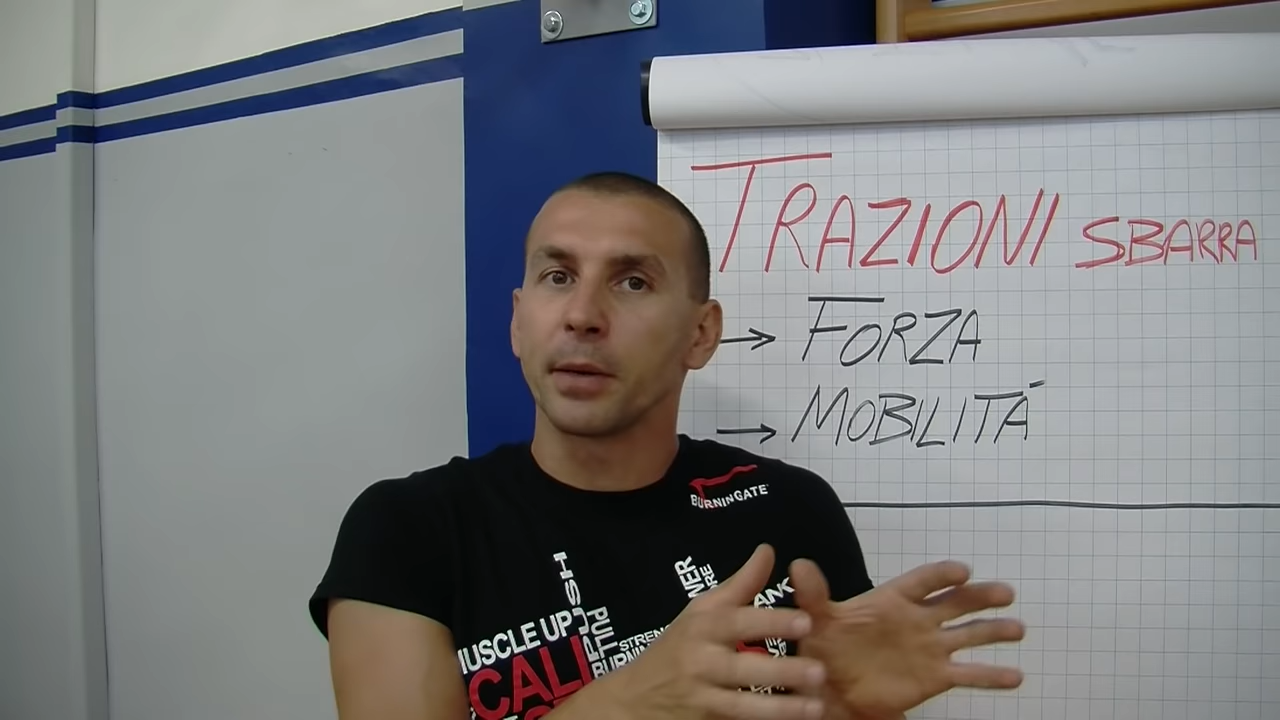 TRAZIONI SBARRA
→ FORZA
→ MOBILITÁ
BURNINGATE
PUSH
MUSCLE UP
PULL
CALI